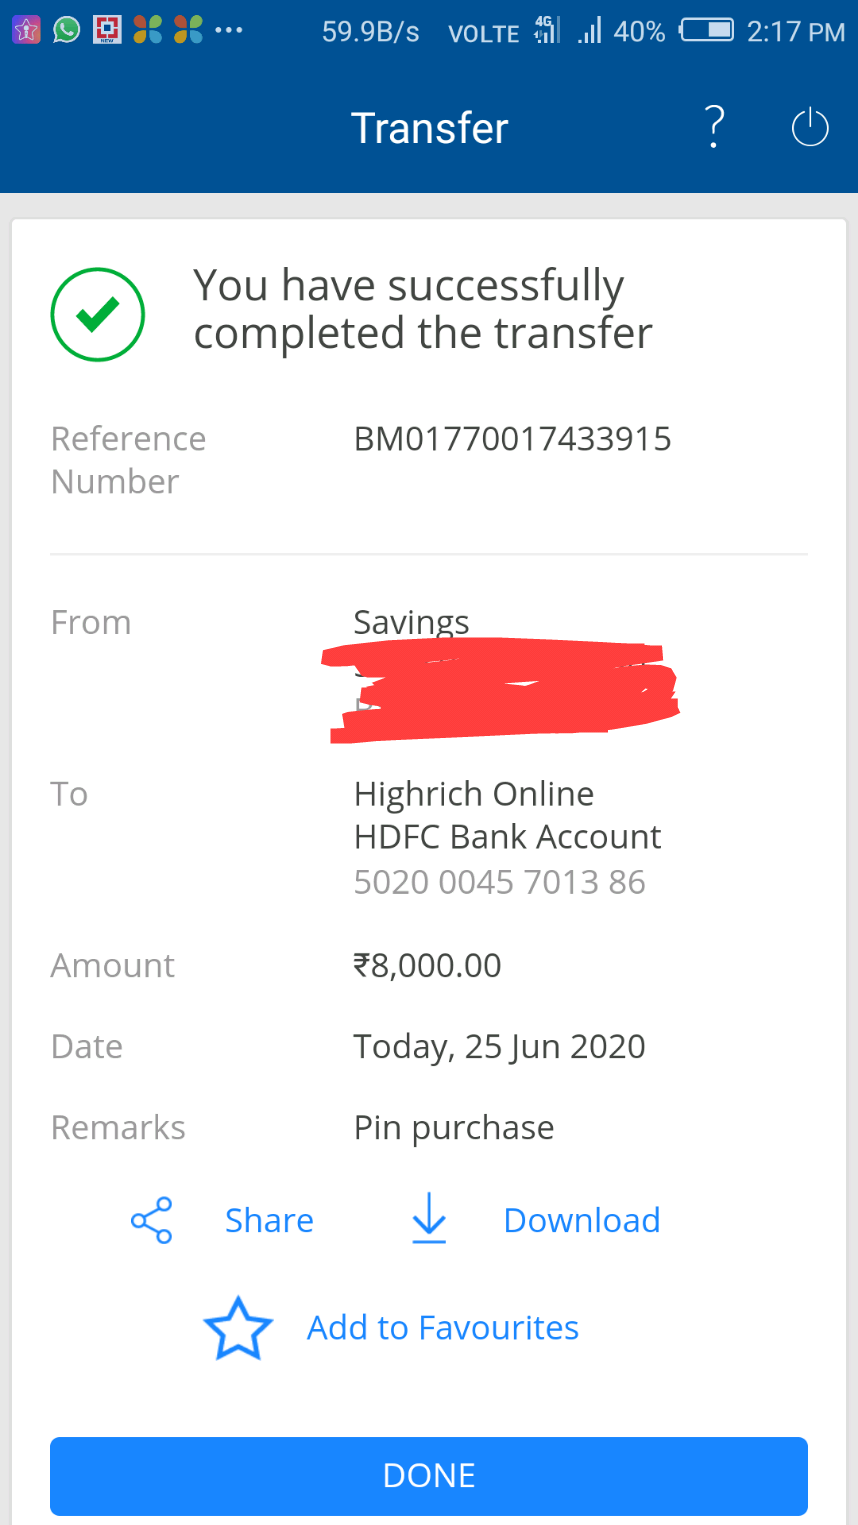 59.9B/s VOLTE 4G 40% 2:17 PM
Transfer ?
You have successfully
completed the transfer
Reference BM01770017433915
Number
From Savings
To Highrich Online
HDFC Bank Account
5020 0045 7013 86
Amount ₹8,000.00
Date Today, 25 Jun 2020
Remarks Pin purchase
Share Download
Add to Favourites
DONE